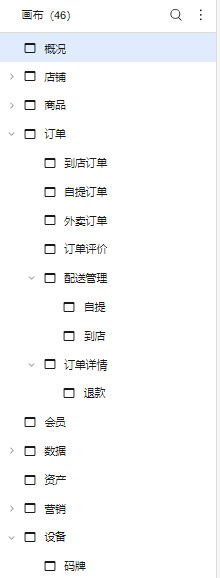 画布（46）
概况
店铺
商品
订单
到店订单
自提订单
外卖订单
订单评价
配送管理
自提
到店
订单详情
退款
会员
数据
资产
营销
设备
码牌